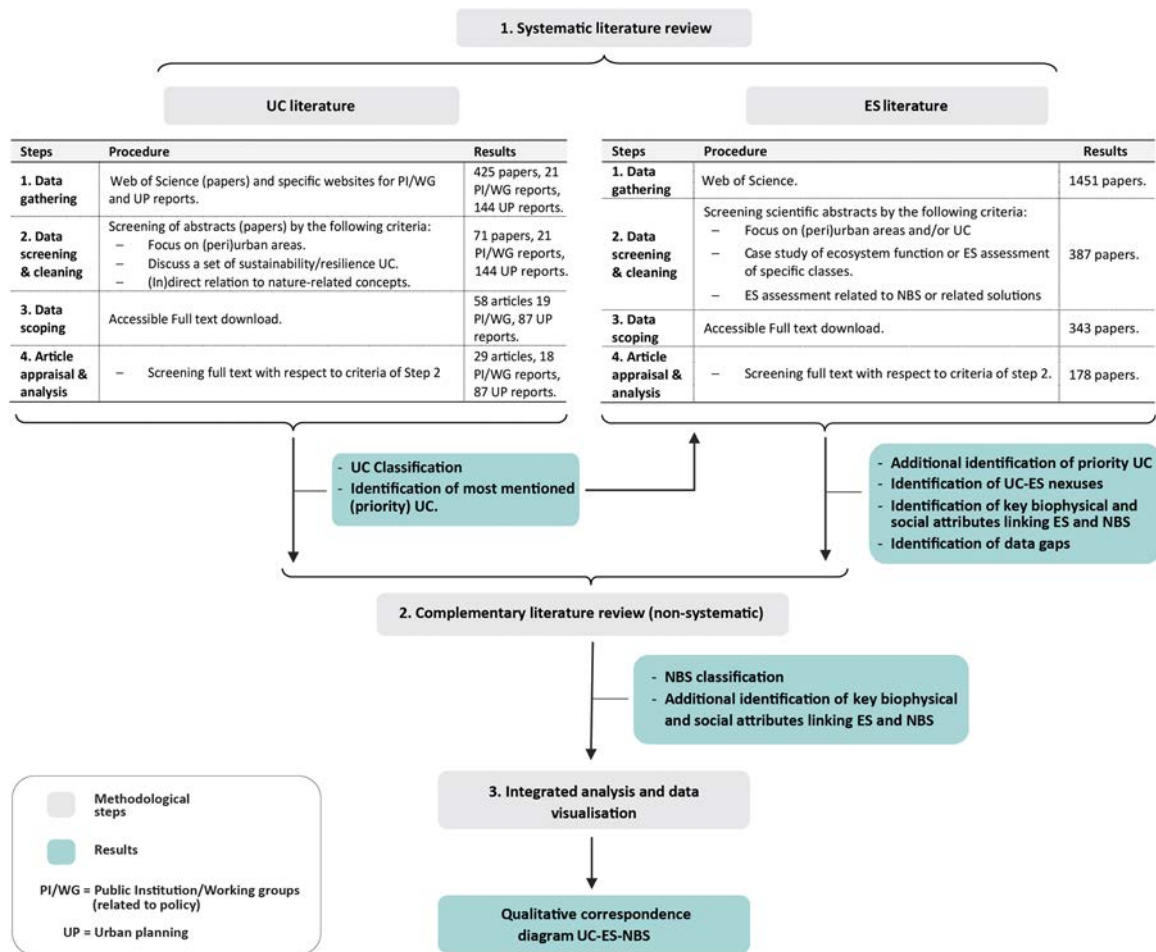 1. Systematic literature review
UC literature
Steps Procedure Results
1. Data
gathering
Web of Science (papers) and specific websites for PI/WG
and UP reports.
425 papers, 21
PI/WG reports,
144 UP reports.
2. Data
screening
& cleaning
Screening of abstracts (papers) by the following criteria:
– Focus on (peri)urban areas.
– Discuss a set of sustainability/resilience UC.
– (In)direct relation to nature-related concepts.
71 papers, 21
PI/WG reports,
144 UP reports.
3. Data
scoping
Accessible Full text download.
58 articles 19
PI/WG, 87 UP
reports.
4. Article
appraisal &
analysis
– Screening full text with respect to criteria of Step 2
29 articles, 18
PI/WG reports,
87 UP reports.
ES literature
Steps Procedure Results
1. Data
gathering
Web of Science.
1451 papers.
2. Data
screening
& cleaning
Screening scientific abstracts by the following criteria:
– Focus on (peri)urban areas and/or UC
– Case study of ecosystem function or ES assessment
of specific classes.
– ES assessment related to NBS or related solutions
387 papers.
3. Data
scoping
Accessible Full text download.
343 papers.
4. Article
appraisal &
analysis
– Screening full text with respect to criteria of step 2.
178 papers.
- UC Classification
- Identification of most mentioned
(priority) UC.
- Additional identification of priority UC
- Identification of UC-ES nexuses
- Identification of key biophysical and
social attributes linking ES and NBS
- Identification of data gaps
2. Complementary literature review (non-systematic)
- NBS classification
- Additional identification of key biophysical
and social attributes linking ES and NBS
3. Integrated analysis and data
visualisation
Qualitative correspondence
diagram UC-ES-NBS
Methodological
steps
Results
PI/WG = Public Institution/Working groups
(related to policy)
UP = Urban planning